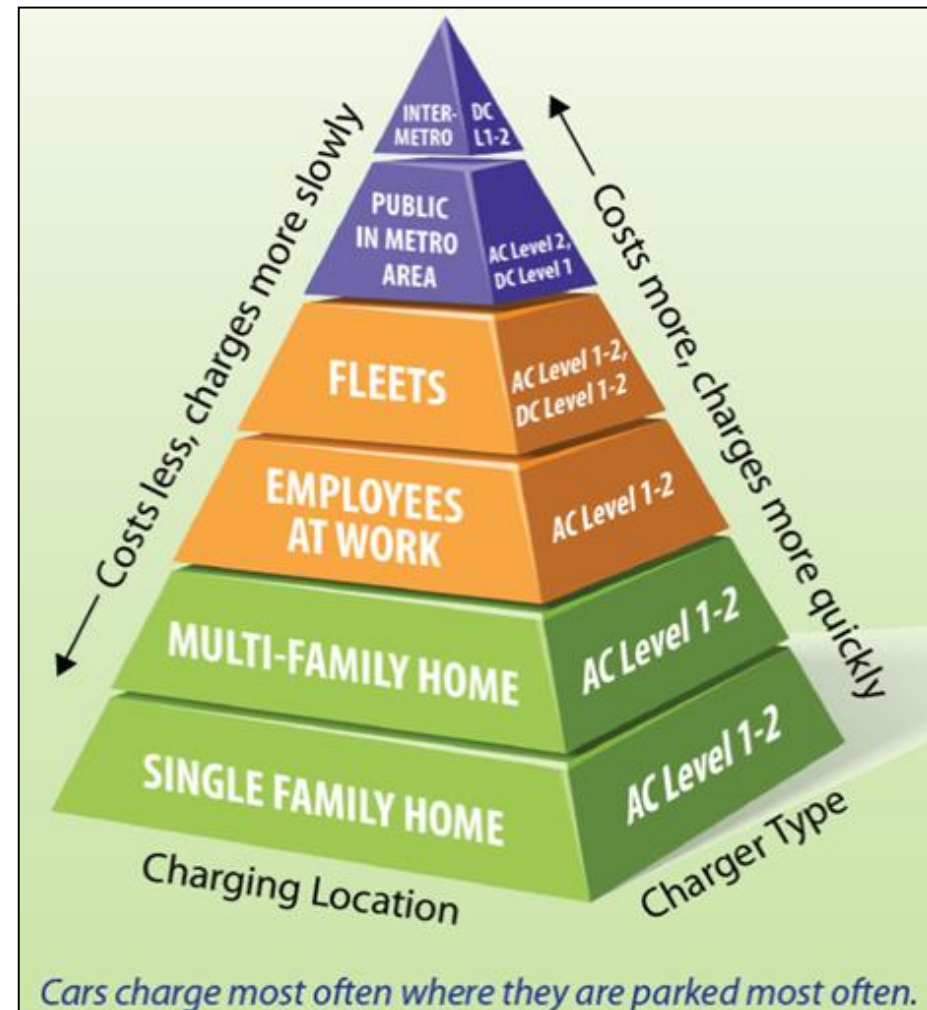 INTER-
METRO
DC
L1-2
PUBLIC
IN METRO
AREA
AC Level 2,
DC Level 1
FLEETS
AC Level 1-2,
DC Level 1-2
EMPLOYEES
AT WORK
AC Level 1-2
MULTI-FAMILY HOME
AC Level 1-2
SINGLE FAMILY HOME
AC Level 1-2
Costs less, charges more slowly
Costs more, charges more quickly
Charging Location
Charger Type
Cars charge most often where they are parked most often.